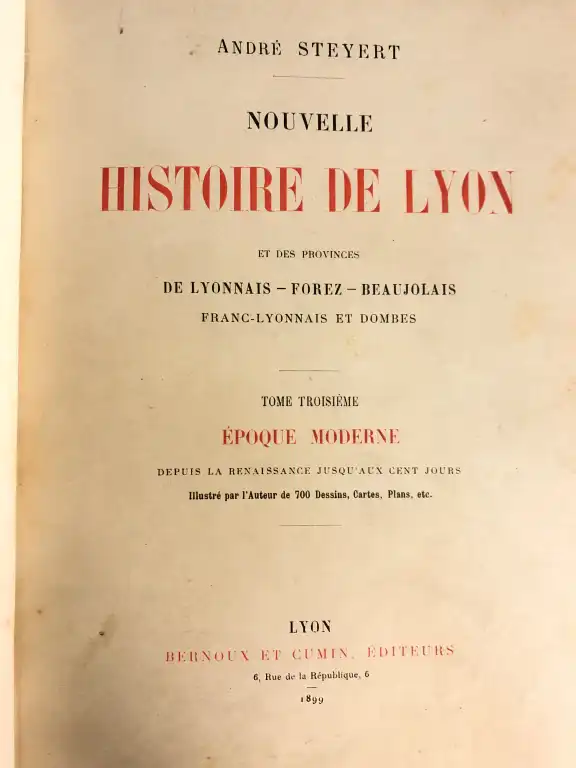 ANDRÉ STEYERT
NOUVELLE
HISTOIRE DE LYON
ET DES PROVINCES
DE LYONNAIS – FOREZ – BEAUJOLAIS
FRANC-LYONNAIS ET DOMBES
TOME TROISIÈME
ÉPOQUE MODERNE
DEPUIS LA RENAISSANCE JUSQU'AUX CENT JOURS
Illustré par l'Auteur de 700 Dessins, Cartes, Plans, etc.
LYON
BERNOUX ET CUMIN, ÉDITEURS
6, Rue de la République, 6
1899